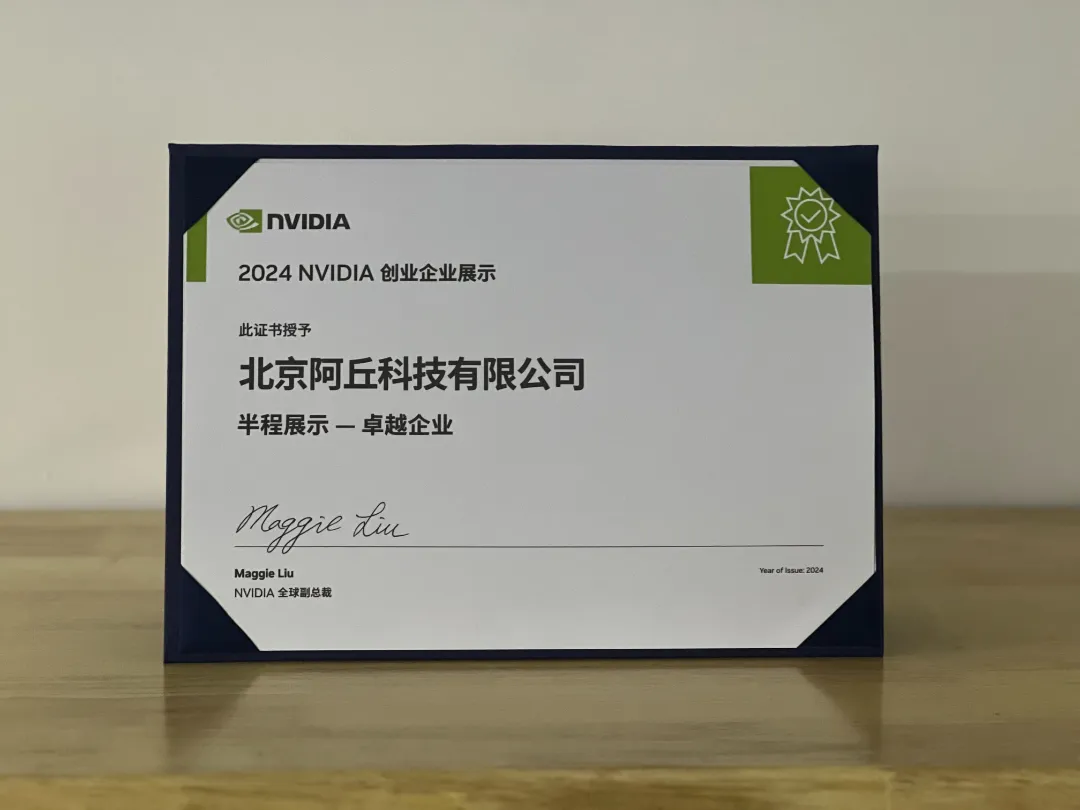 NVIDIA
2024 NVIDIA 创业企业展示
此证书授予
北京阿丘科技有限公司
半程展示 — 卓越企业
Maggie Liu
Maggie Liu
Year of Issue: 2024
NVIDIA 全球副总裁